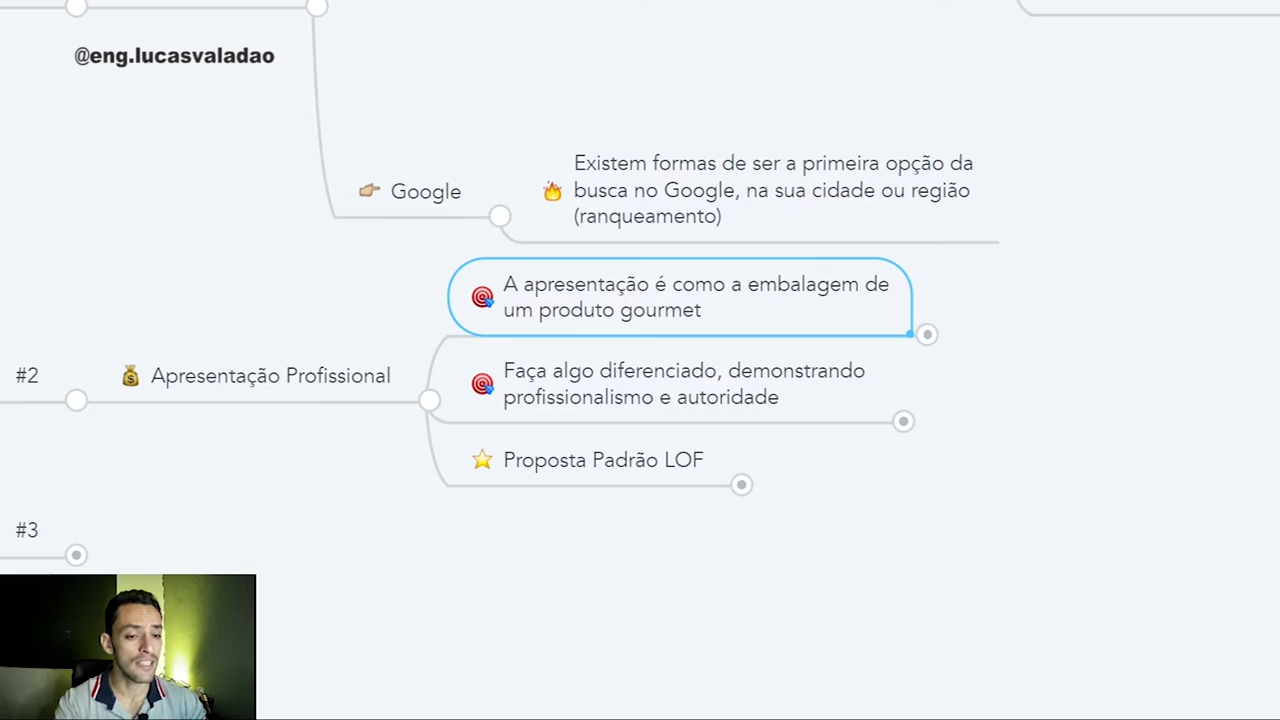 @eng.lucasvaladao
Existem formas de ser a primeira opção da
Google
busca no Google, na sua cidade ou região
(ranqueamento)
A apresentação é como a embalagem de
um produto gourmet
#2
Apresentação Profissional
Faça algo diferenciado, demonstrando
profissionalismo e autoridade
Proposta Padrão LOF
#3